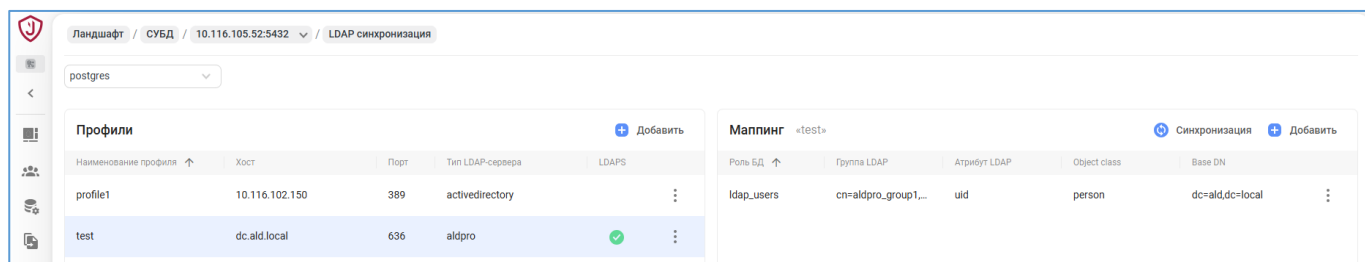 Ландшафт / СУБД / 10.116.105.52:5432 / LDAP синхронизация
postgres
Профили
Добавить
Наименование профиля Хост Порт Тип LDAP-сервера LDAPS
profile1 10.116.102.150 389 activedirectory
test dc.ald.local 636 aldpro
Маппинг «test»
Синхронизация Добавить
Роль БД Группа LDAP Атрибут LDAP Object class Base DN
ldap_users cn=aldpro_group1,... uid person dc=ald,dc=local